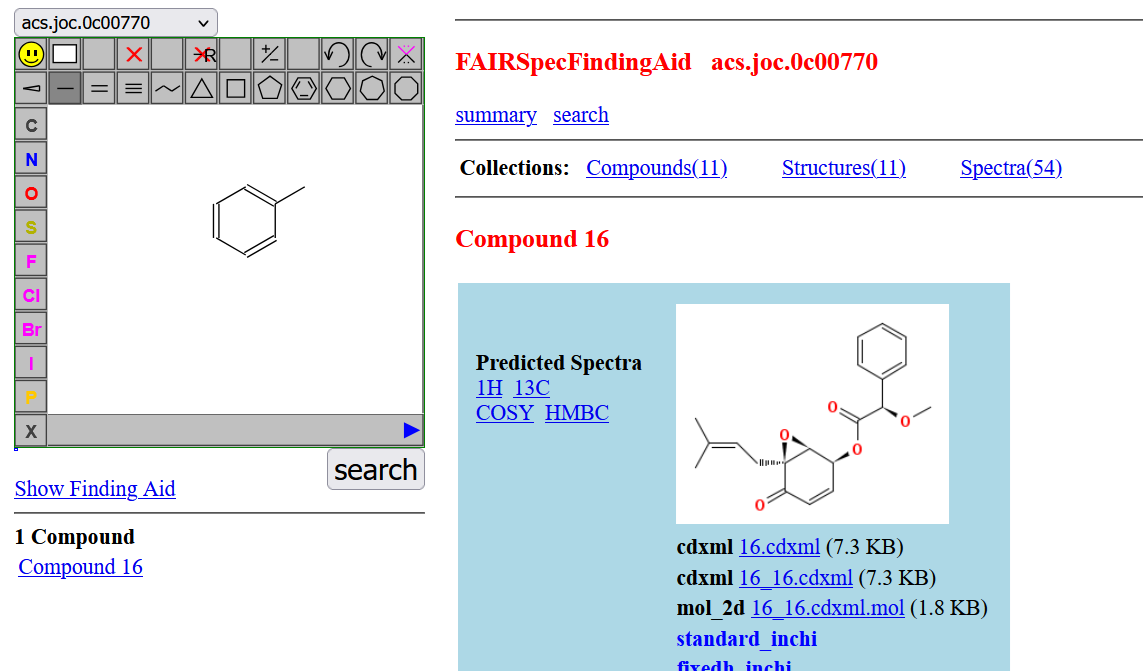 acs.joc.0c00770
R
+/-
C
N
O
S
F
Cl
Br
I
P
X
search
Show Finding Aid
1 Compound
Compound 16
FAIRSpecFindingAid acs.joc.0c00770
summary search
Collections: Compounds(11) Structures(11) Spectra(54)
Compound 16
Predicted Spectra
1H 13C
COSY HMBC
O
O
O
O
O
cdxml 16.cdxml (7.3 KB)
cdxml 16_16.cdxml (7.3 KB)
mol_2d 16_16.cdxml.mol (1.8 KB)
standard_inchi
fixedh_inchi